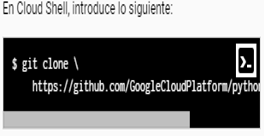 En Cloud Shell, introduce lo siguiente:
$ git clone \
https://github.com/GoogleCloudPlatform/python